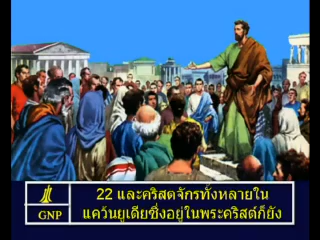 22 และคริสตจักรทั้งหลายใน
แคว้นยูเดียซึ่งอยู่ในพระคริสต์ก็ยัง
GNP